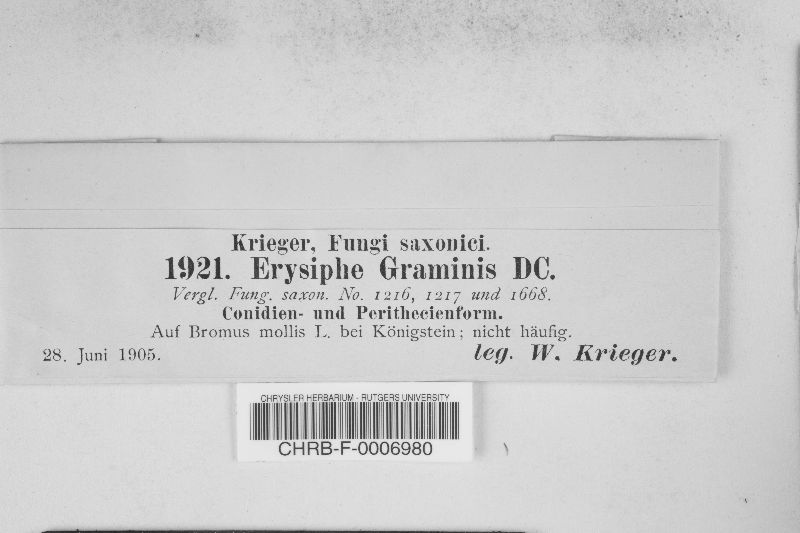 Krieger, Fungi saxonici.
1921. Erysiphe Graminis DC.
Vergl. Fung. saxon. No. 1216, 1217 und 1668.
Conidien- und Perithecienform.
Auf Bromus mollis L. bei Königstein; nicht häufig.
28. Juni 1905.
leg. W. Krieger.
CHRYSLER HERBARIUM - RUTGERS UNIVERSITY
CHRB-F-0006980